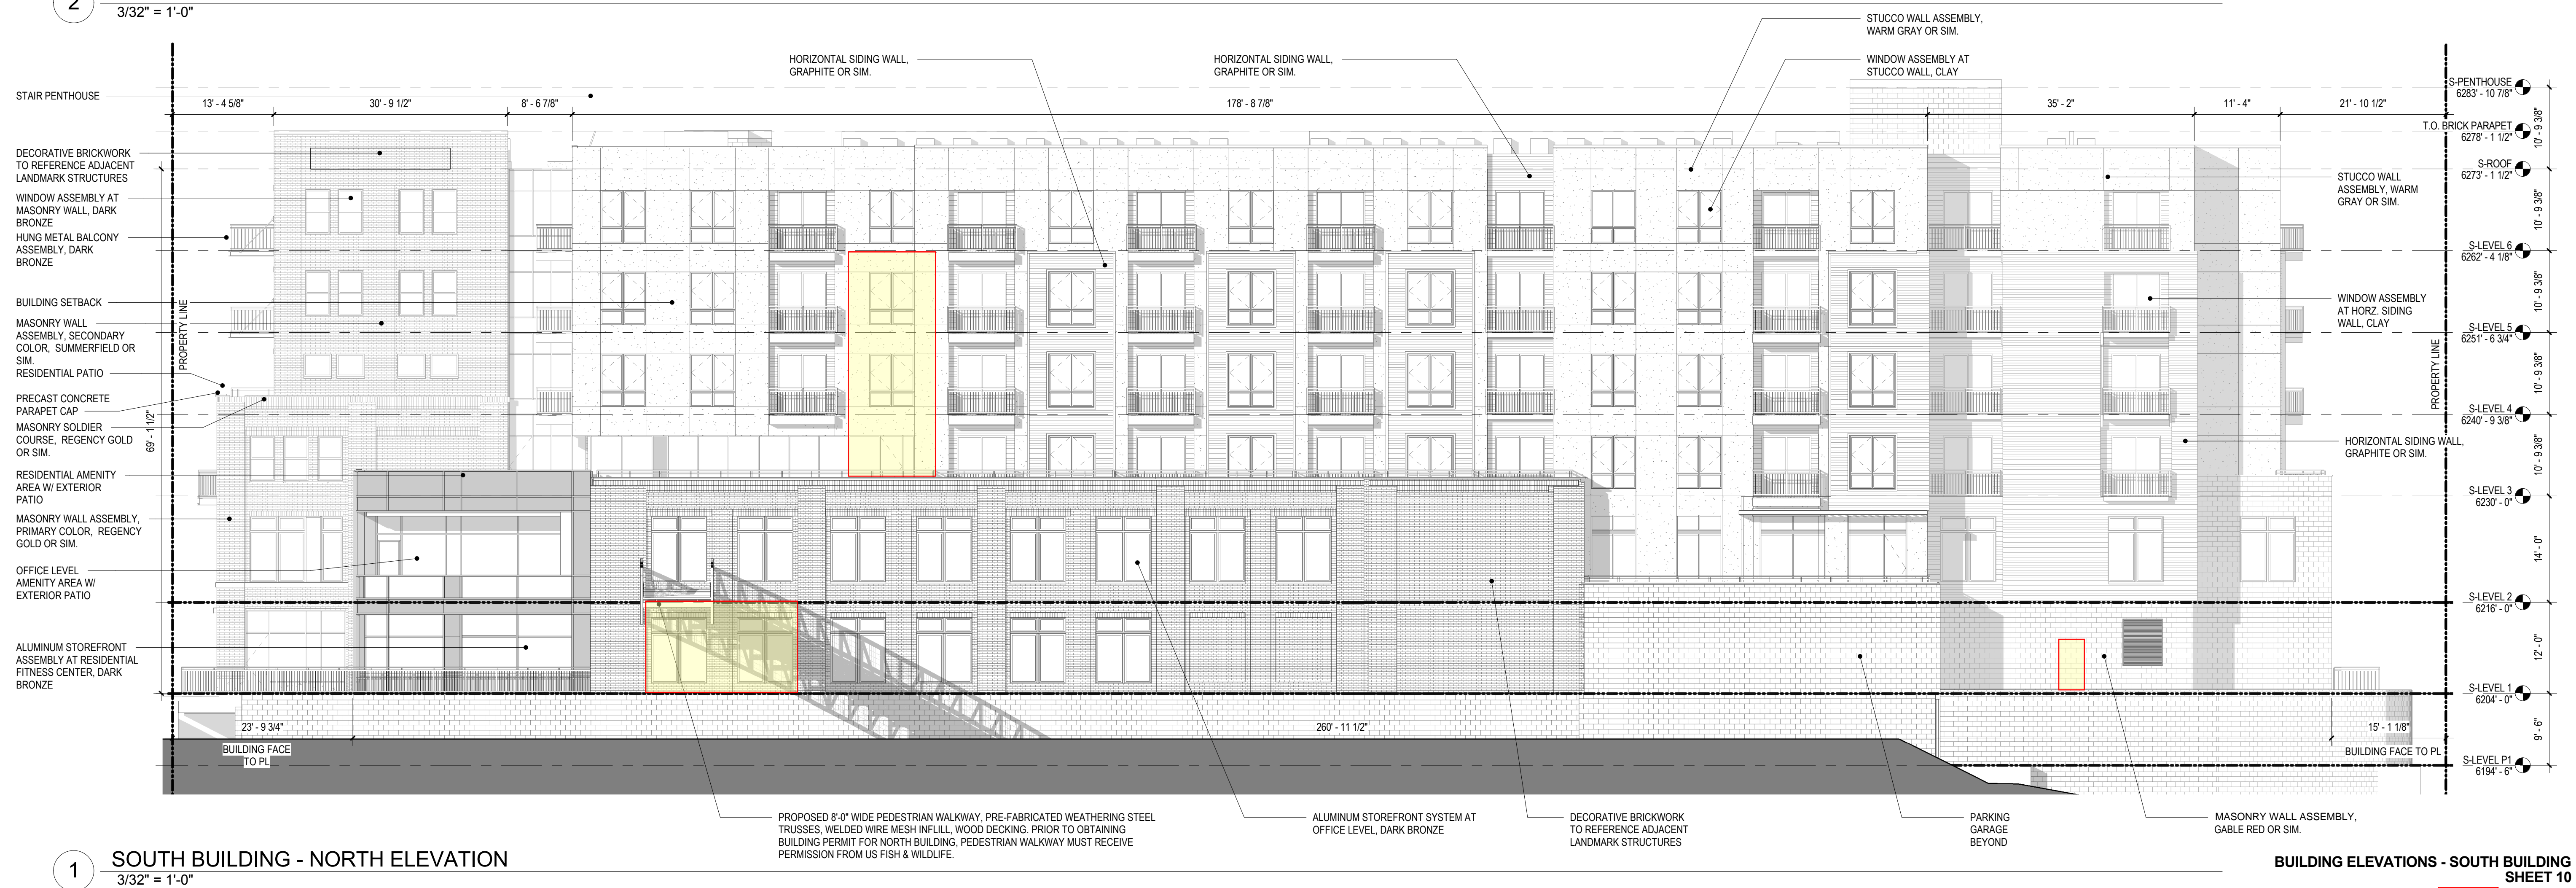 2
3/32" = 1'-0"
STUCCO WALL ASSEMBLY,
WARM GRAY OR SIM.
HORIZONTAL SIDING WALL,
GRAPHITE OR SIM.
HORIZONTAL SIDING WALL,
GRAPHITE OR SIM.
WINDOW ASSEMBLY AT
STUCCO WALL, CLAY
STAIR PENTHOUSE
13' - 4 5/8"
30' - 9 1/2"
8' - 6 7/8"
178' - 8 7/8"
35' - 2"
11' - 4"
21' - 10 1/2"
S-PENTHOUSE
6283' - 10 7/8"
10' - 9 3/8"
T.O. BRICK PARAPET
6278' - 1 1/2"
S-ROOF
6273' - 1 1/2"
10' - 9 3/8"
S-LEVEL 6
6262' - 4 1/8"
10' - 9 3/8"
S-LEVEL 5
6251' - 6 3/4"
10' - 9 3/8"
S-LEVEL 4
6240' - 9 3/8"
10' - 9 3/8"
S-LEVEL 3
6230' - 0"
14' - 0"
S-LEVEL 2
6216' - 0"
12' - 0"
S-LEVEL 1
6204' - 0"
9' - 6"
S-LEVEL P1
6194' - 6"
DECORATIVE BRICKWORK
TO REFERENCE ADJACENT
LANDMARK STRUCTURES
WINDOW ASSEMBLY AT
MASONRY WALL, DARK
BRONZE
HUNG METAL BALCONY
ASSEMBLY, DARK
BRONZE
BUILDING SETBACK
MASONRY WALL
ASSEMBLY, SECONDARY
COLOR, SUMMERFIELD OR
SIM.
RESIDENTIAL PATIO
PRECAST CONCRETE
PARAPET CAP
MASONRY SOLDIER
COURSE, REGENCY GOLD
OR SIM.
RESIDENTIAL AMENITY
AREA W/ EXTERIOR
PATIO
MASONRY WALL ASSEMBLY,
PRIMARY COLOR, REGENCY
GOLD OR SIM.
OFFICE LEVEL
AMENITY AREA W/
EXTERIOR PATIO
ALUMINUM STOREFRONT
ASSEMBLY AT RESIDENTIAL
FITNESS CENTER, DARK
BRONZE
PROPERTY LINE
69' - 1 1/2"
STUCCO WALL
ASSEMBLY, WARM
GRAY OR SIM.
WINDOW ASSEMBLY
AT HORZ. SIDING
WALL, CLAY
PROPERTY LINE
HORIZONTAL SIDING WALL,
GRAPHITE OR SIM.
23' - 9 3/4"
BUILDING FACE
TO PL
260' - 11 1/2"
15' - 1 1/8"
BUILDING FACE TO PL
PROPOSED 8'-0" WIDE PEDESTRIAN WALKWAY, PRE-FABRICATED WEATHERING STEEL
TRUSSES, WELDED WIRE MESH INFLILL, WOOD DECKING. PRIOR TO OBTAINING
BUILDING PERMIT FOR NORTH BUILDING, PEDESTRIAN WALKWAY MUST RECEIVE
PERMISSION FROM US FISH & WILDLIFE.
ALUMINUM STOREFRONT SYSTEM AT
OFFICE LEVEL, DARK BRONZE
DECORATIVE BRICKWORK
TO REFERENCE ADJACENT
LANDMARK STRUCTURES
PARKING
GARAGE
BEYOND
MASONRY WALL ASSEMBLY,
GABLE RED OR SIM.
1
SOUTH BUILDING - NORTH ELEVATION
3/32" = 1'-0"
BUILDING ELEVATIONS - SOUTH BUILDING
SHEET 10